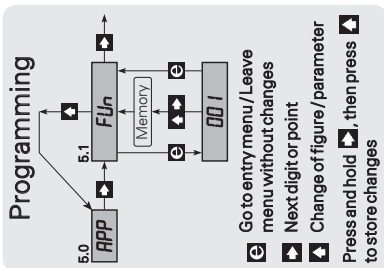 Programming
5.0
APP
5.1
FUn
Memory
001
e
e
e Go to entry menu / Leave
menu without changes
Next digit or point
Change of figure / parameter
Press and hold , then press
to store changes